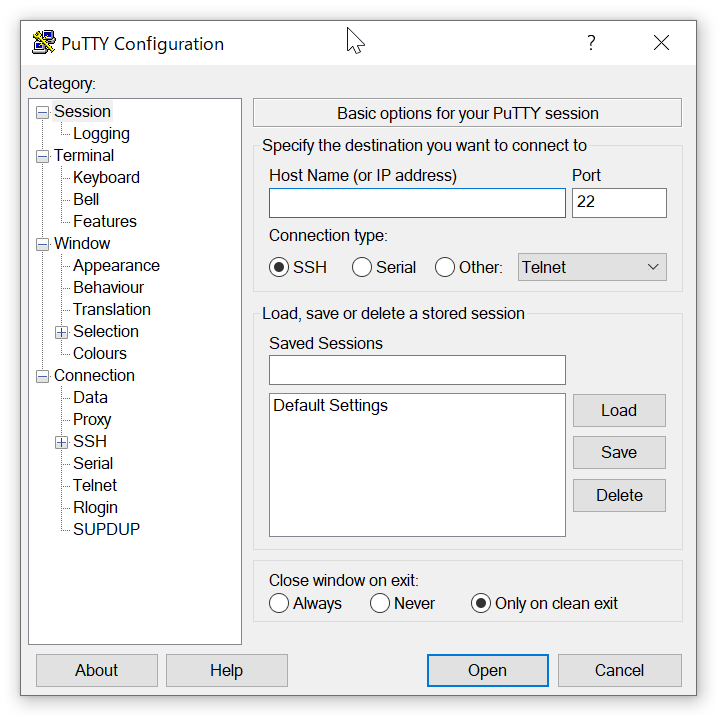 PuTTY Configuration ?
Category:
Session
Logging
Terminal
Keyboard
Bell
Features
Window
Appearance
Behaviour
Translation
Selection
Colours
Connection
Data
Proxy
SSH
Serial
Telnet
Rlogin
SUPDUP
Basic options for your PuTTY session
Specify the destination you want to connect to
Host Name (or IP address) Port
22
Connection type:
SSH Serial Other: Telnet
Load, save or delete a stored session
Saved Sessions
Default Settings
Load
Save
Delete
Close window on exit:
Always Never Only on clean exit
About Help Open Cancel